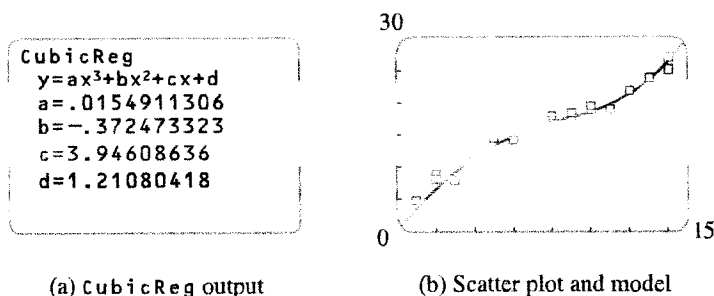 CubicReg
y=ax³+bx²+cx+d
a=.0154911306
b=-.372473323
c=3.94608636
d=1.21080418
(a) CubicReg output
30
0
15
(b) Scatter plot and model